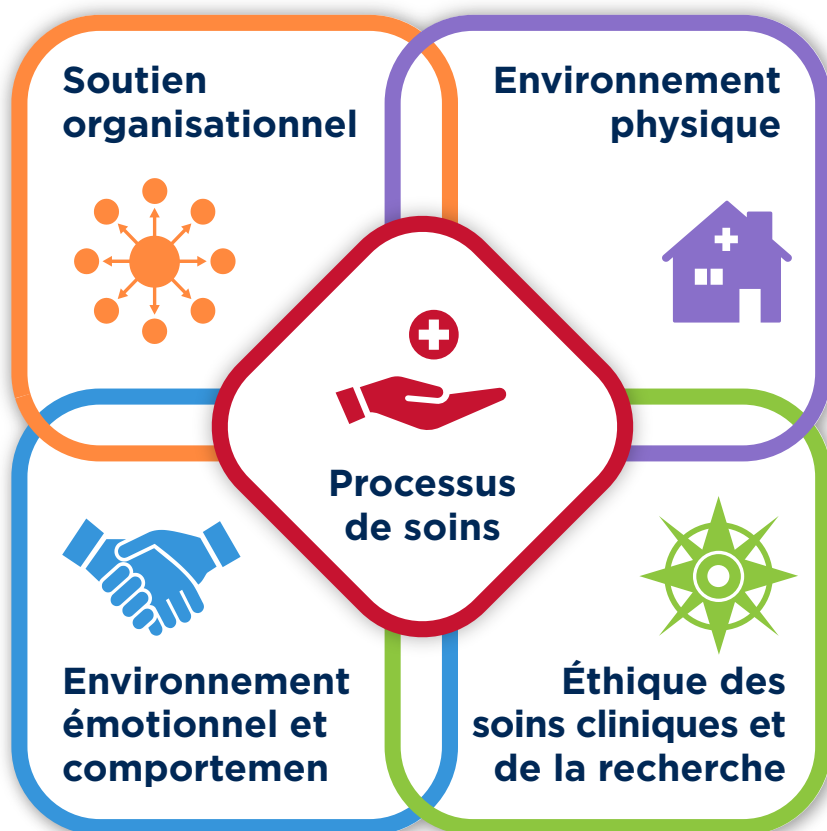 Soutien
organisationnel
Environnement
physique
Processus
de soins
Environnement
émotionnel et
comportemen
Éthique des
soins cliniques et
de la recherche